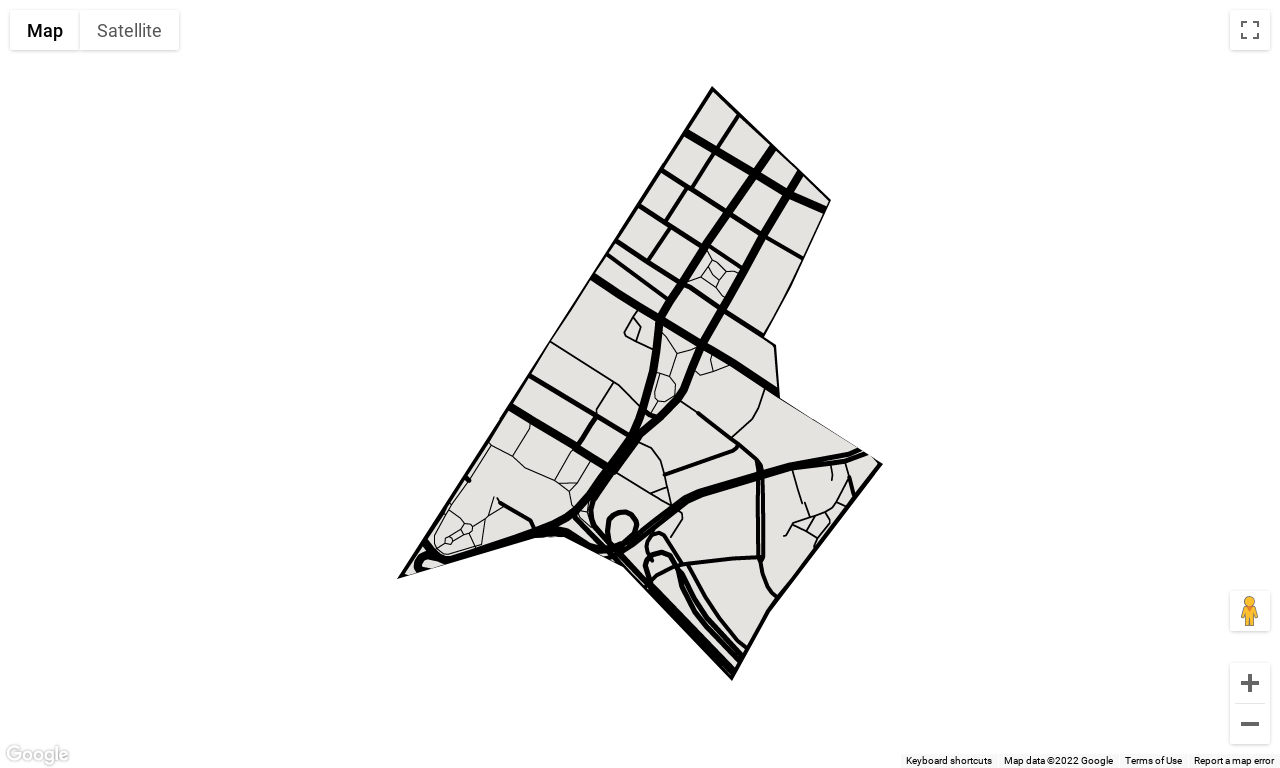 Map Satellite
Google
Keyboard shortcuts Map data ©2022 Google Terms of Use Report a map error